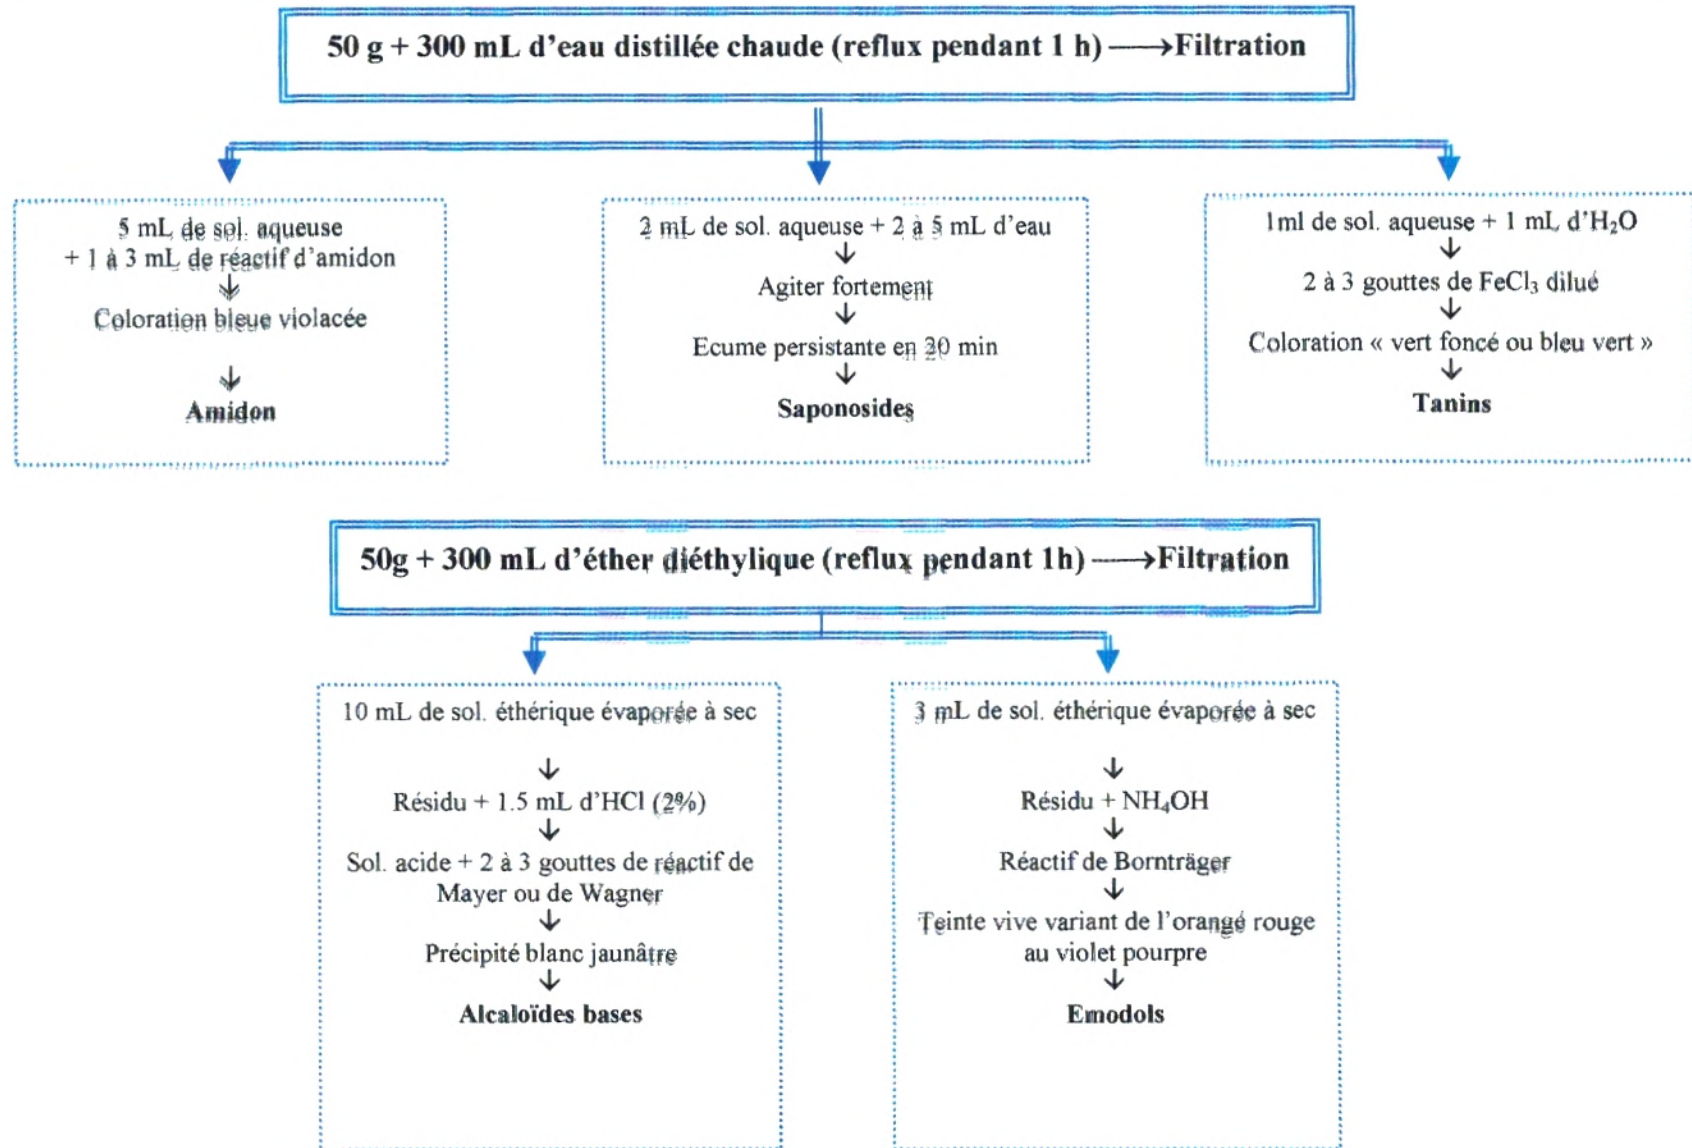 50 g + 300 mL d’eau distillée chaude (reflux pendant 1 h) ⟶Filtration
5 mL de sol. aqueuse
+ 1 à 3 mL de réactif d’amidon
↓
Coloration bleue violacée
↓
Amidon
2 mL de sol. aqueuse + 2 à 5 mL d’eau
↓
Agiter fortement
↓
Ecume persistante en 20 min
↓
Saponosides
1ml de sol. aqueuse + 1 mL d’H₂O
↓
2 à 3 gouttes de FeCl₃ dilué
↓
Coloration « vert foncé ou bleu vert »
↓
Tanins
50g + 300 mL d’éther diéthylique (reflux pendant 1h) ⟶Filtration
10 mL de sol. éthérique évaporée à sec
↓
Résidu + 1.5 mL d’HCl (2%)
↓
Sol. acide + 2 à 3 gouttes de réactif de
Mayer ou de Wagner
↓
Précipité blanc jaunâtre
↓
Alcaloïdes bases
3 mL de sol. éthérique évaporée à sec
↓
Résidu + NH₄OH
↓
Réactif de Bornträger
↓
Teinte vive variant de l’orangé rouge
au violet pourpre
↓
Emodols